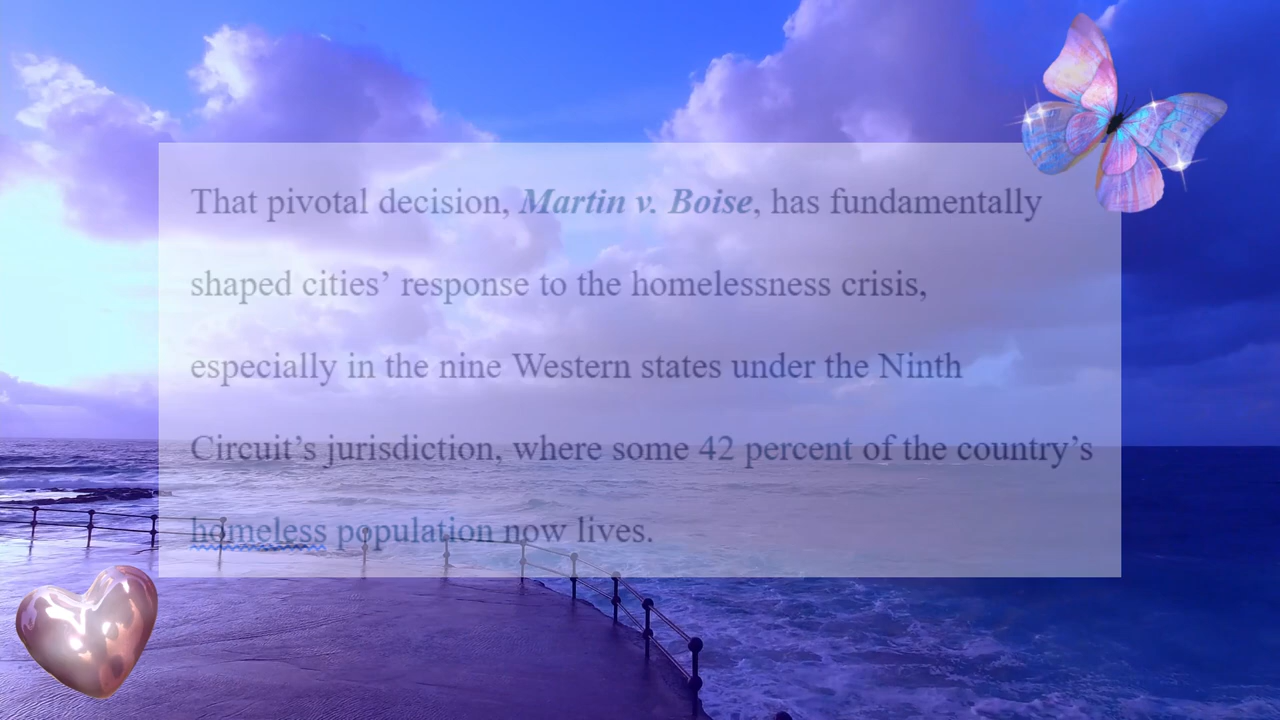 That pivotal decision, Martin v. Boise, has fundamentally
shaped cities’ response to the homelessness crisis,
especially in the nine Western states under the Ninth
Circuit’s jurisdiction, where some 42 percent of the country’s
homeless population now lives.